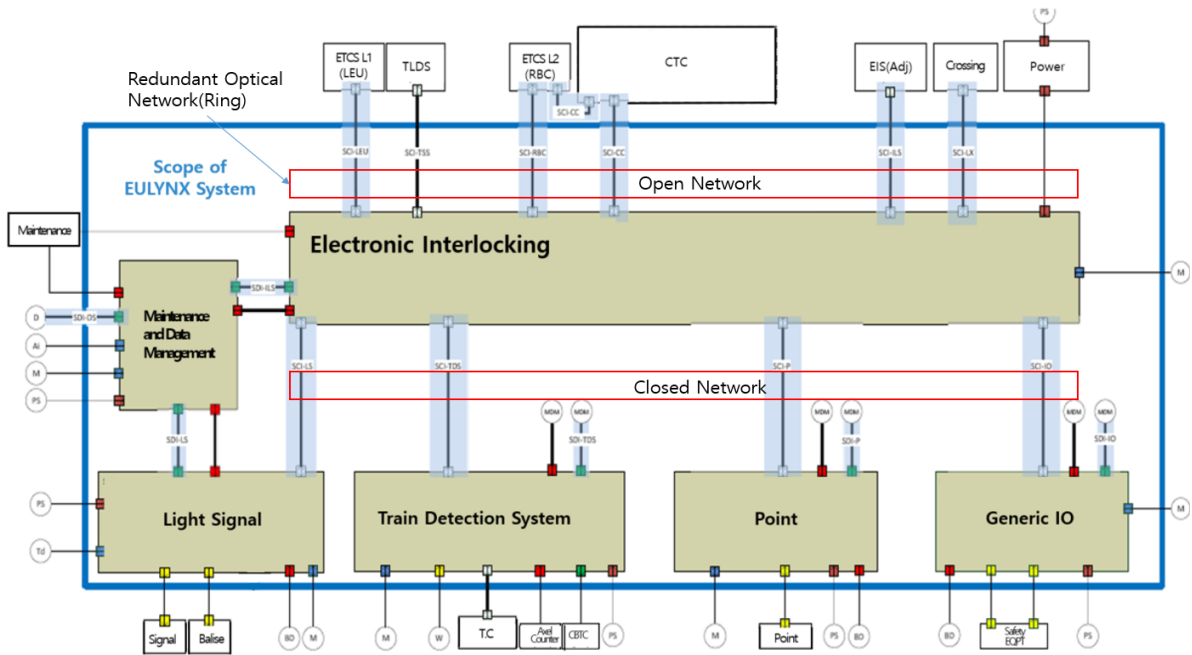 PS
ETCS L1
(LEU)
TLDS
ETCS L2
(RBC)
CTC
EIS(Adj)
Crossing
Power
Redundant Optical
Network(Ring)
SCI-CC
SCI-LEU
SCI-TSS
SCI-RBC
SCI-CC
SCI-ILS
SCI-LX
Scope of
EULYNX System
Open Network
Maintenance
Electronic Interlocking
M
SDI-ILS
D
SDI-DS
Maintenance
and Data
Management
AI
M
PS
SCI-LS
SCI-TDS
SCI-P
SCI-IO
Closed Network
MDM
MDM
MDM
MDM
MDM
MDM
SDI-LS
SDI-TDS
SDI-P
SDI-IO
PS
Td
Light Signal
Train Detection System
Point
Generic IO
M
Signal
Balise
BD
M
M
W
T.C
Axel
Counter
CBTC
PS
M
Point
PS
BD
BD
Safety
EQPT
PS